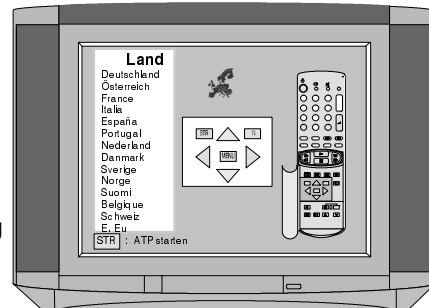 Land
Deutschland
Österreich
France
Italia
España
Portugal
Nederland
Danmark
Sverige
Norge
Suomi
Belgique
Schweiz
E. Eu
STR N
MENU
STR : ATP starten